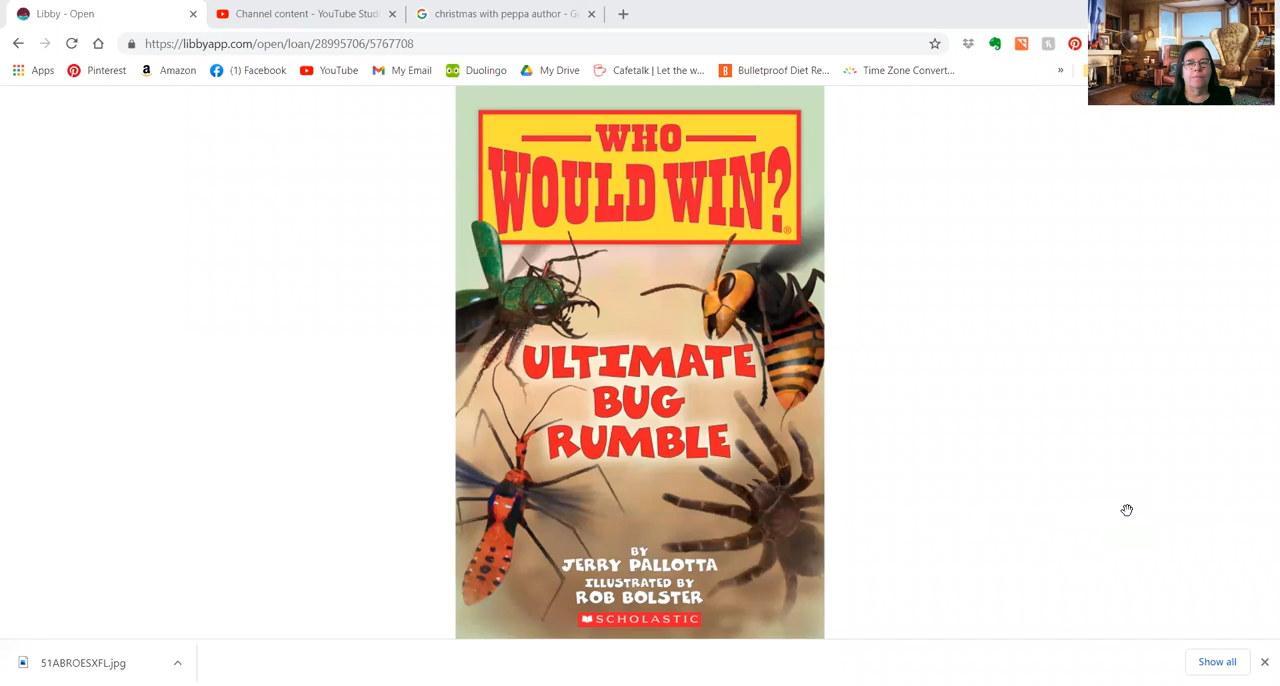 Libby - Open
Channel content - YouTube Stud
christmas with peppa author - G
https://libbyapp.com/open/loan/28995706/5767708
Apps Pinterest Amazon (1) Facebook YouTube My Email Duolingo My Drive Cafetalk | Let the w... Bulletproof Diet Re... Time Zone Convert... »
WHO
WOULD WIN?®
ULTIMATE
BUG
RUMBLE
BY
JERRY PALLOTTA
ILLUSTRATED BY
ROB BOLSTER
SCHOLASTIC
51ABROESXFL.jpg
Show all